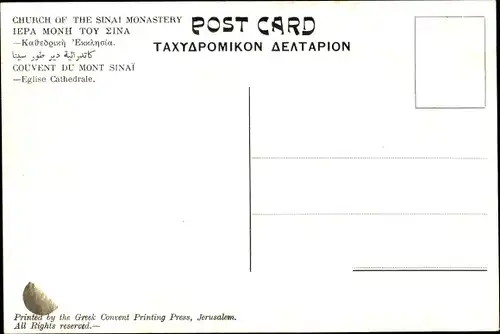 CHURCH OF THE SINAI MONASTERY
ΙΕΡΑ ΜΟΝΗ ΤΟΥ ΣΙΝΑ
—Καθεδρικὴ Ἐκκλησία.
كاتدرائية دير طور سينا
COUVENT DU MONT SINAÏ
—Eglise Cathedrale.
POST CARD
ΤΑΧΥΔΡΟΜΙΚΟΝ ΔΕΛΤΑΡΙΟΝ
Printed by the Greek Convent Printing Press, Jerusalem.
All Rights reserved.—